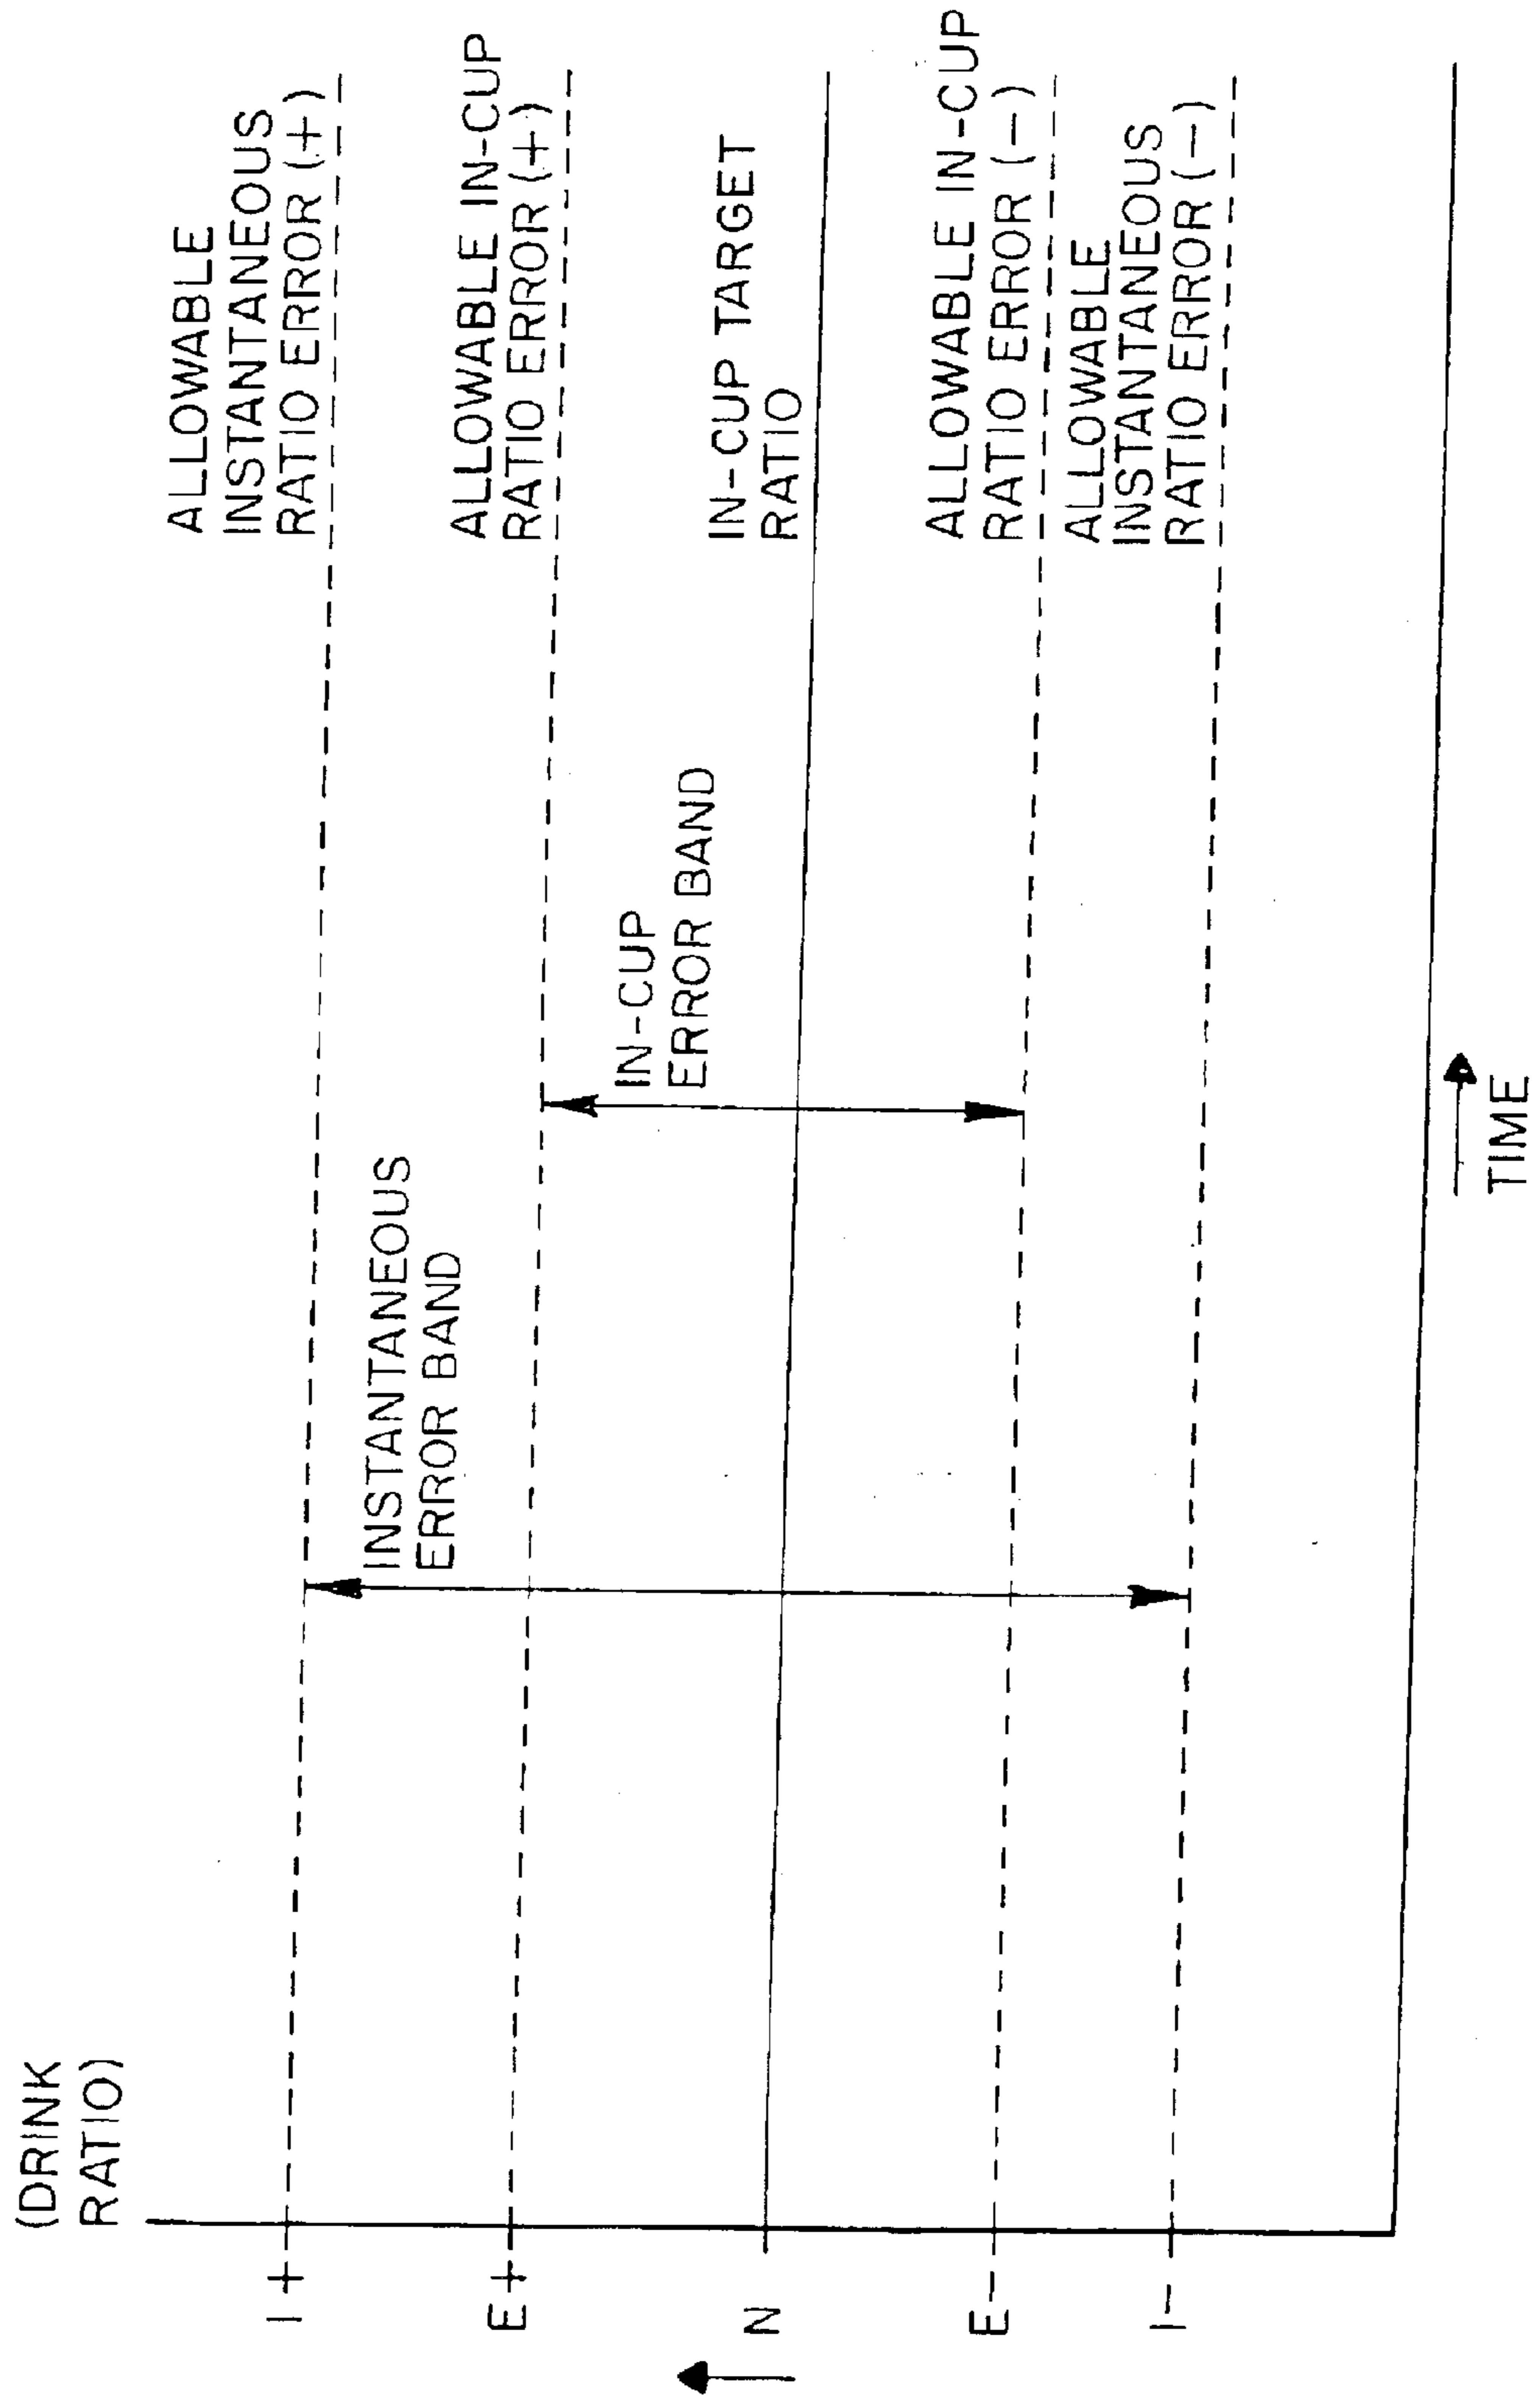 (DRINK
RATIO)
I+
E+
N
E-
I-
ALLOWABLE
INSTANTANEOUS
RATIO ERROR (+)
INSTANTANEOUS
ERROR BAND
ALLOWABLE IN-CUP
RATIO ERROR (+)
IN-CUP
ERROR BAND
IN-CUP TARGET
RATIO
ALLOWABLE IN-CUP
RATIO ERROR (-)
ALLOWABLE
INSTANTANEOUS
RATIO ERROR (-)
TIME